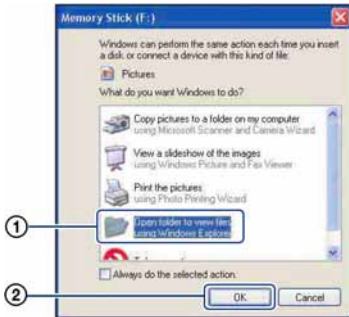 Memory Stick (F:)
Windows can perform the same action each time you insert
a disk or connect a device with this kind of file:
Pictures
What do you want Windows to do?
Copy pictures to a folder on my computer
using Microsoft Scanner and Camera Wizard
View a slideshow of the images
using Windows Picture and Fax Viewer
Print the pictures
using Photo Printing Wizard
① Open folder to view files
using Windows Explorer
Always do the selected action.
② OK Cancel